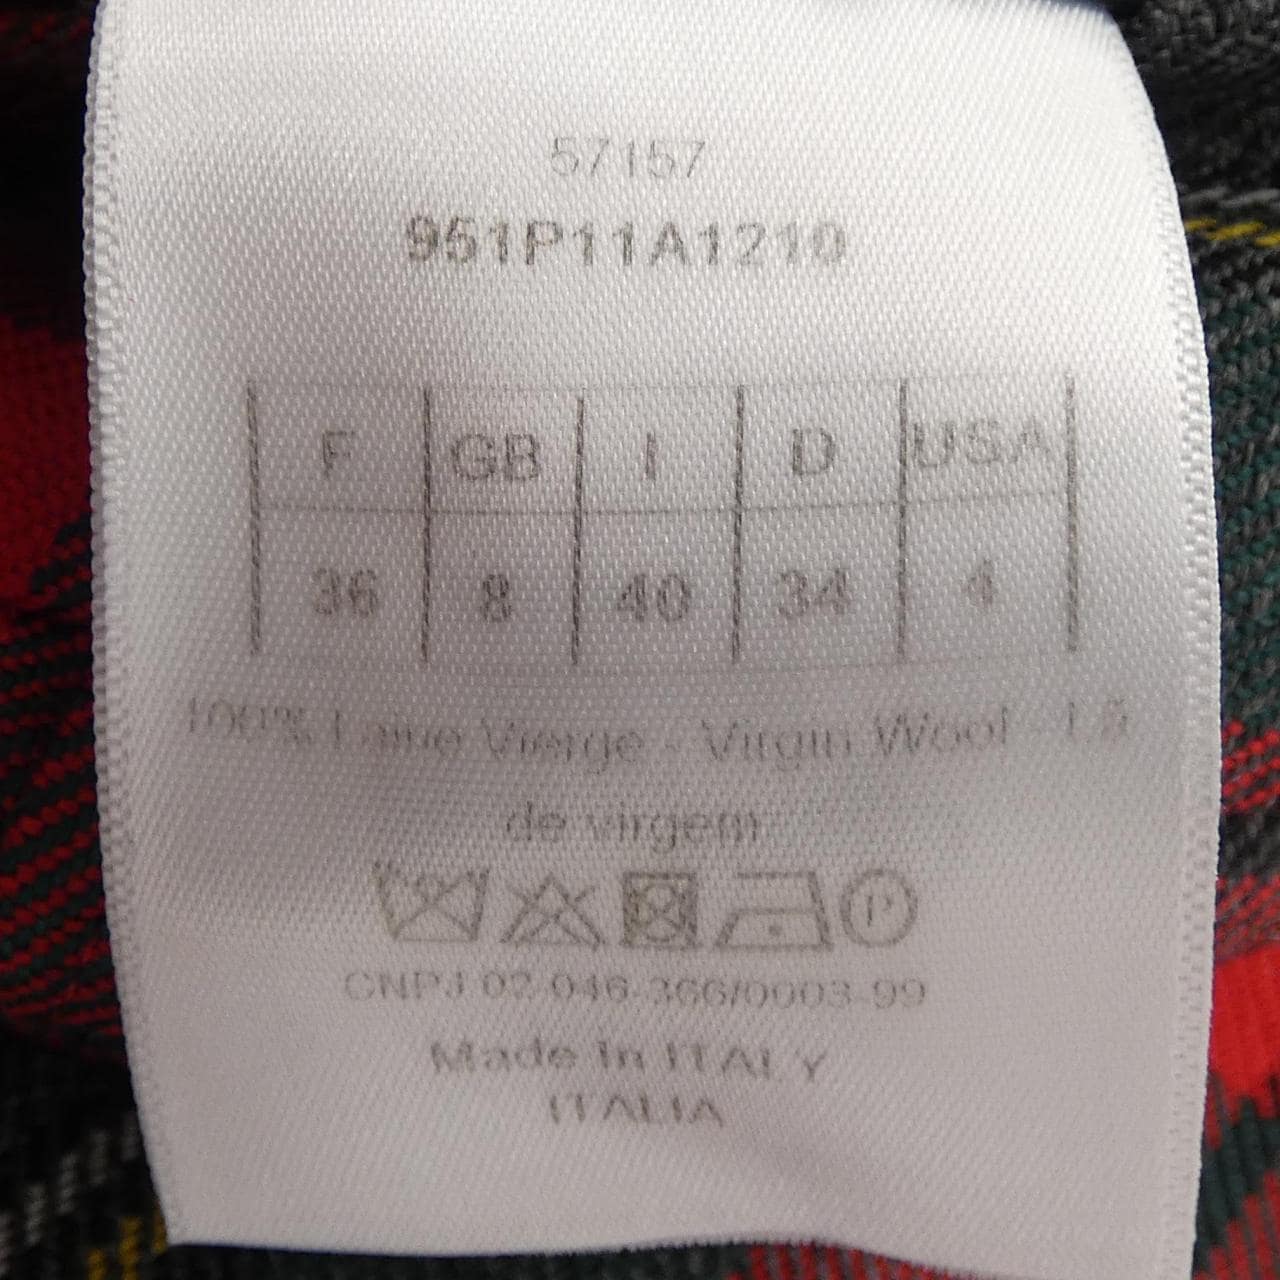 57157
951P11A1210
F GB I D USA
36 8 40 34 4
100% Laine Vierge - Virgin Wool - Lã
de virgem
P
CNPJ 02-046-366/0003-99
Made in ITALY
ITALIA